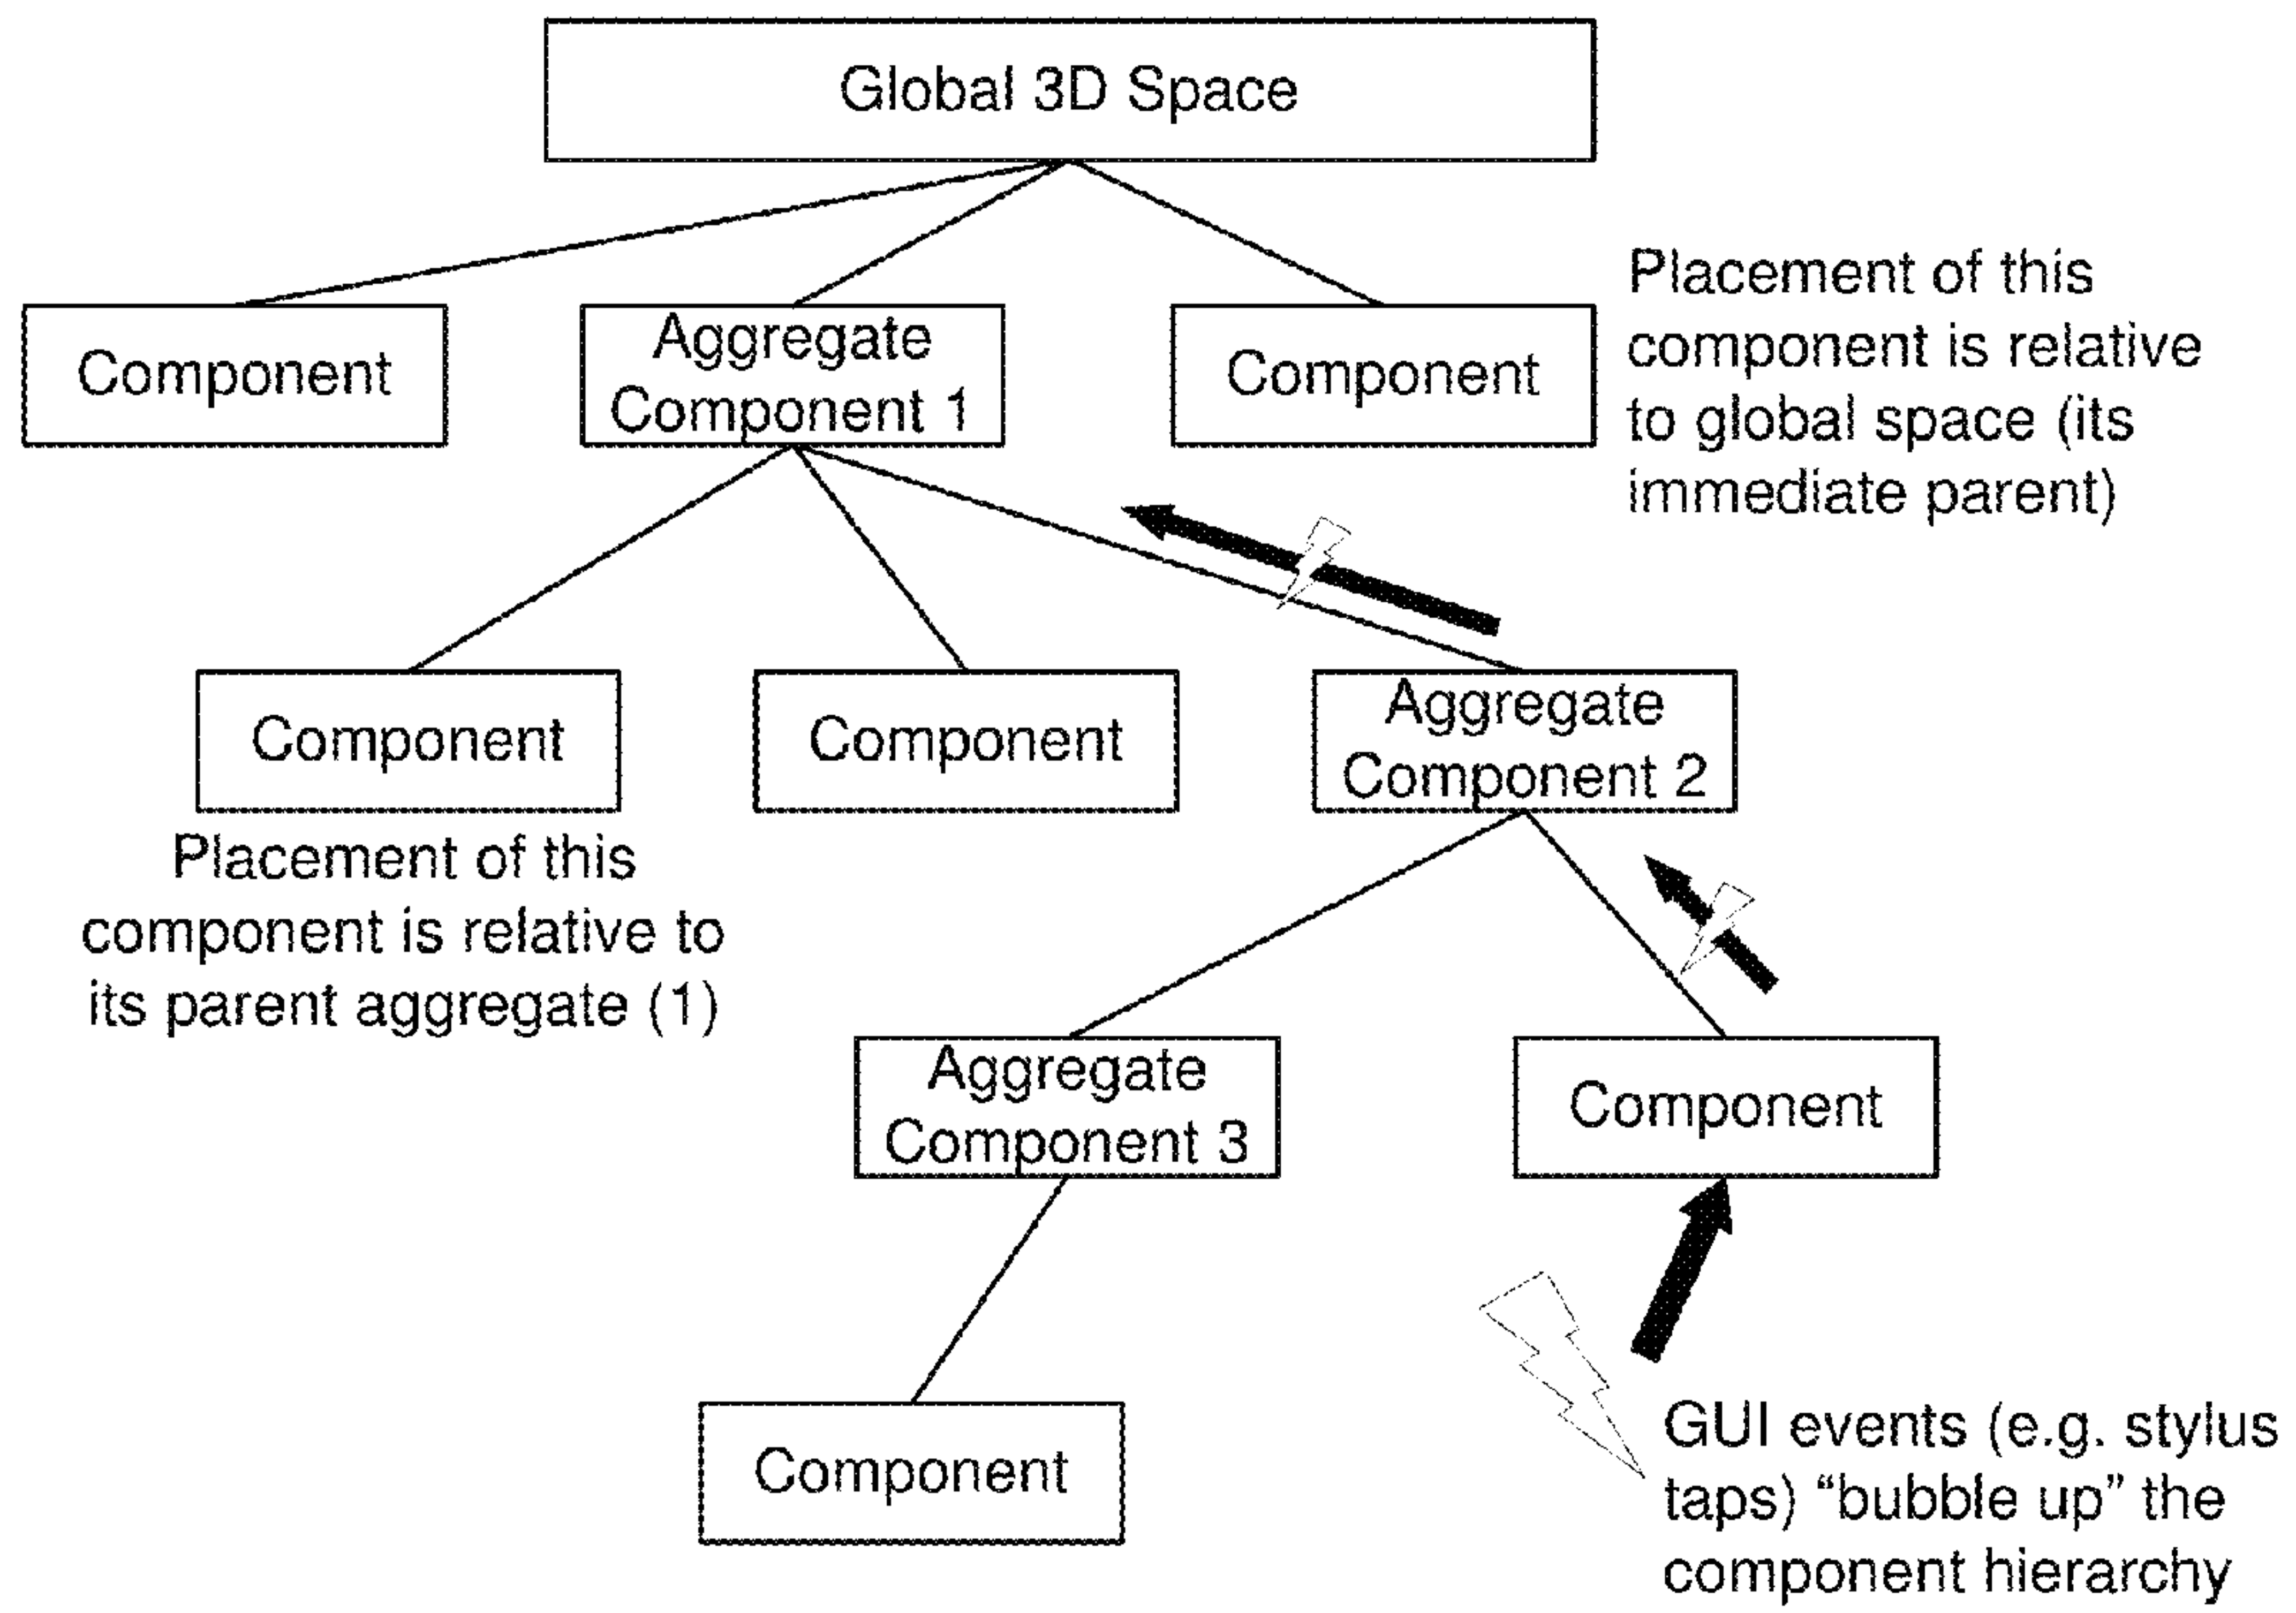 Global 3D Space
Component
Aggregate
Component 1
Component
Placement of this
component is relative
to global space (its
immediate parent)
Component
Component
Aggregate
Component 2
Placement of this
component is relative to
its parent aggregate (1)
Aggregate
Component 3
Component
Component
GUI events (e.g. stylus
taps) “bubble up” the
component hierarchy